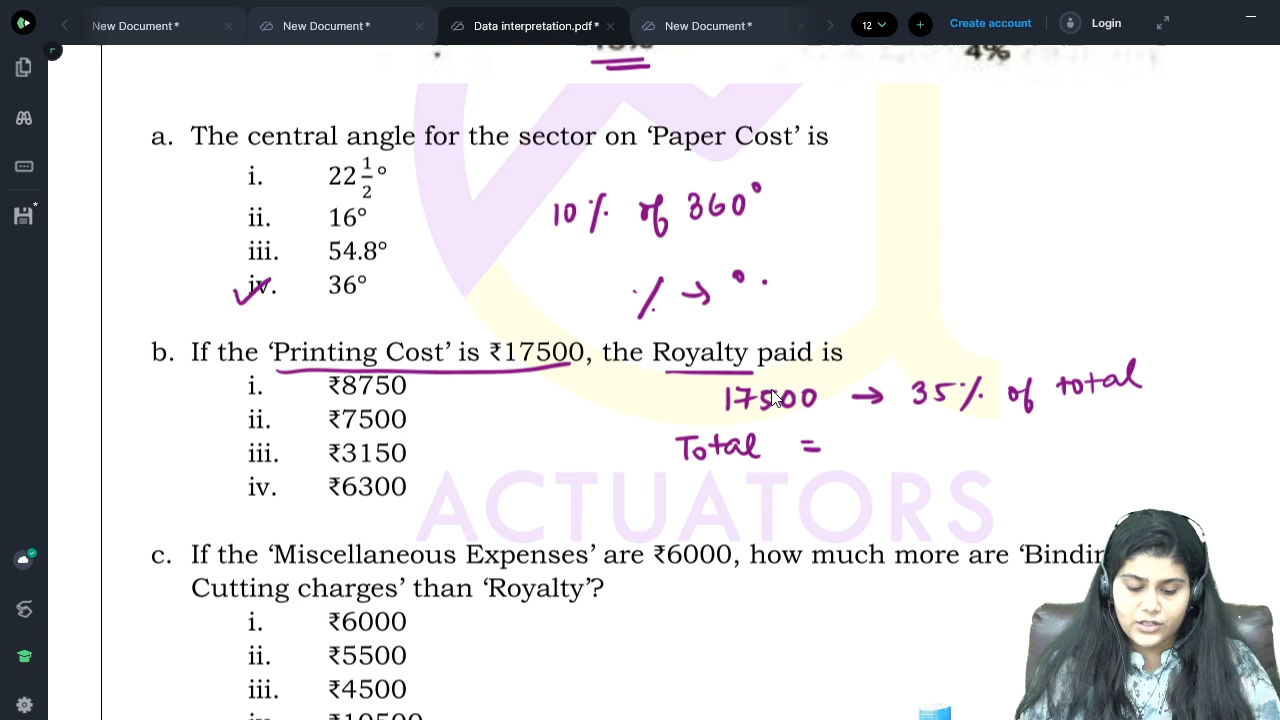 New Document* New Document* Data interpretation.pdf* New Document* 12 Create account Login
4%
a. The central angle for the sector on ‘Paper Cost’ is
i. 22 1/2°
ii. 16°
iii. 54.8°
iv. 36°
10% of 360°
% → °.
b. If the ‘Printing Cost’ is ₹17500, the Royalty paid is
i. ₹8750
ii. ₹7500
iii. ₹3150
iv. ₹6300
17500 → 35% of total
Total =
ACTUATORS
c. If the ‘Miscellaneous Expenses’ are ₹6000, how much more are ‘Bindin
Cutting charges’ than ‘Royalty’?
i. ₹6000
ii. ₹5500
iii. ₹4500
₹10500